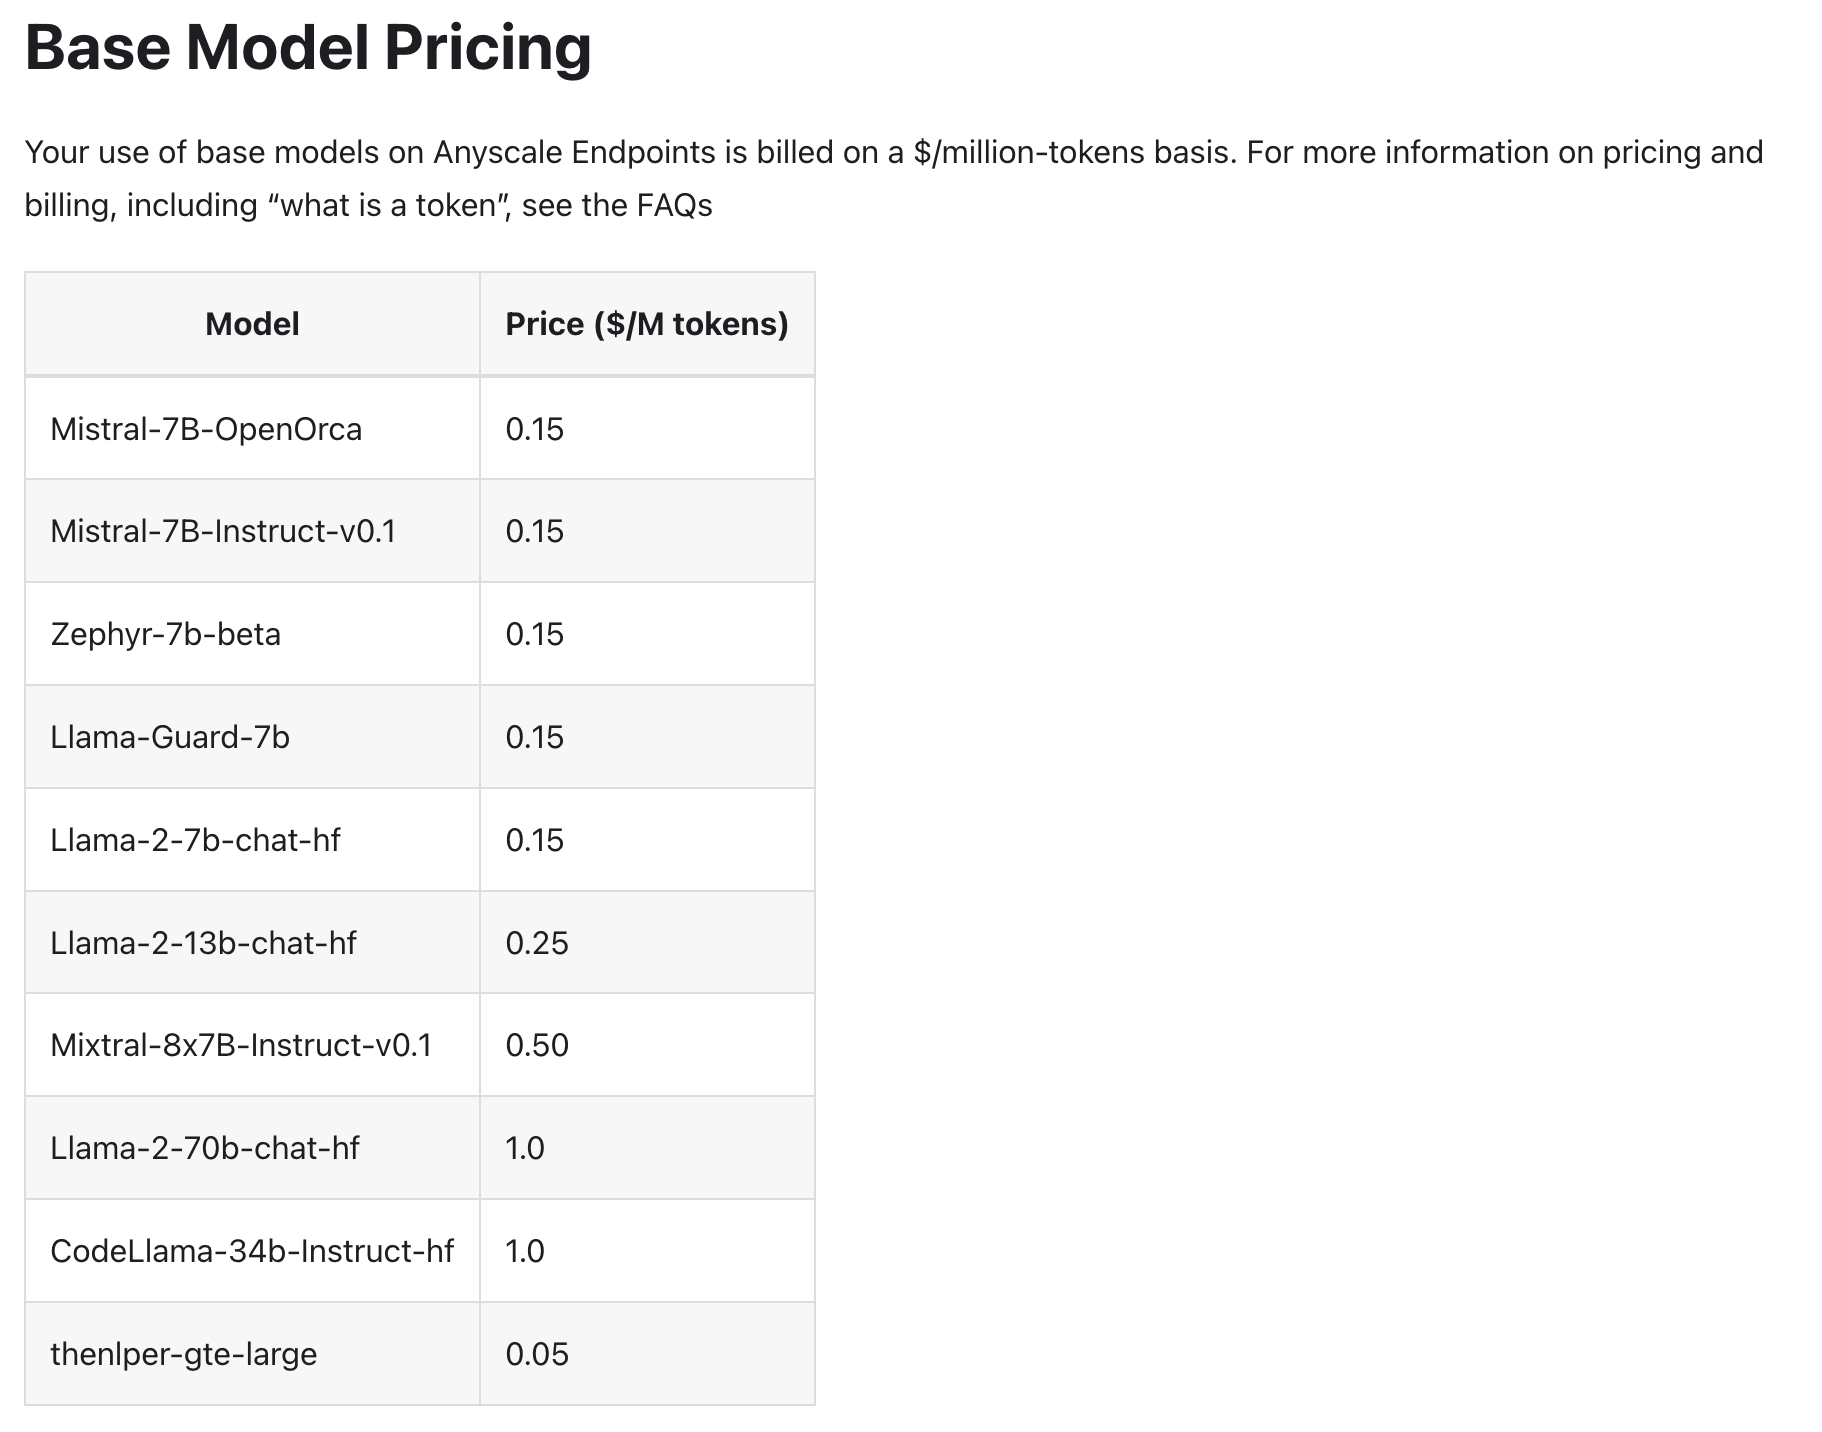 Base Model Pricing
Your use of base models on Anyscale Endpoints is billed on a $/million-tokens basis. For more information on pricing and
billing, including “what is a token”, see the FAQs
Model Price ($/M tokens)
Mistral-7B-OpenOrca 0.15
Mistral-7B-Instruct-v0.1 0.15
Zephyr-7b-beta 0.15
Llama-Guard-7b 0.15
Llama-2-7b-chat-hf 0.15
Llama-2-13b-chat-hf 0.25
Mixtral-8x7B-Instruct-v0.1 0.50
Llama-2-70b-chat-hf 1.0
CodeLlama-34b-Instruct-hf 1.0
thenlper-gte-large 0.05